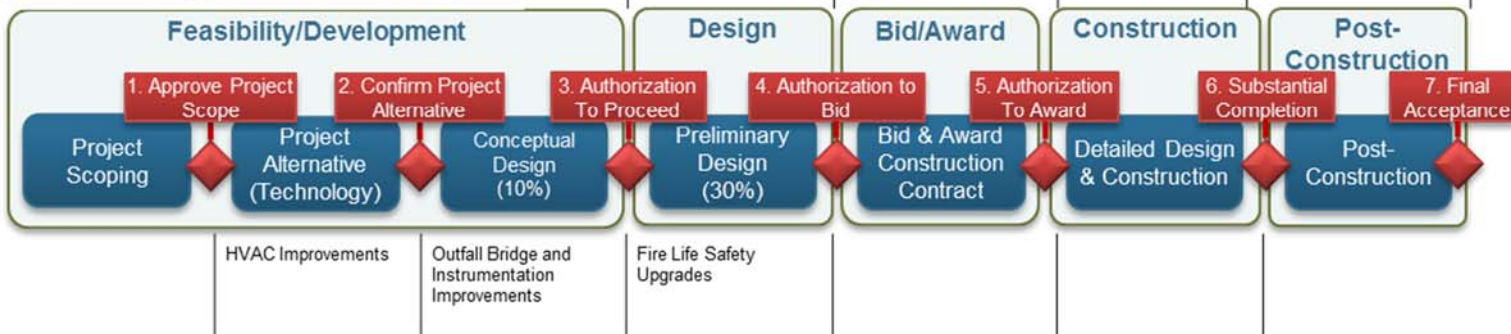 Feasibility/Development
Design
Bid/Award
Construction
Post-
Construction
1. Approve Project
Scope
2. Confirm Project
Alternative
3. Authorization
To Proceed
4. Authorization to
Bid
5. Authorization
To Award
6. Substantial
Completion
7. Final
Acceptance
Project
Scoping
Project
Alternative
(Technology)
Conceptual
Design
(10%)
Preliminary
Design
(30%)
Bid & Award
Construction
Contract
Detailed Design
& Construction
Post-
Construction
HVAC Improvements
Outfall Bridge and
Instrumentation
Improvements
Fire Life Safety
Upgrades